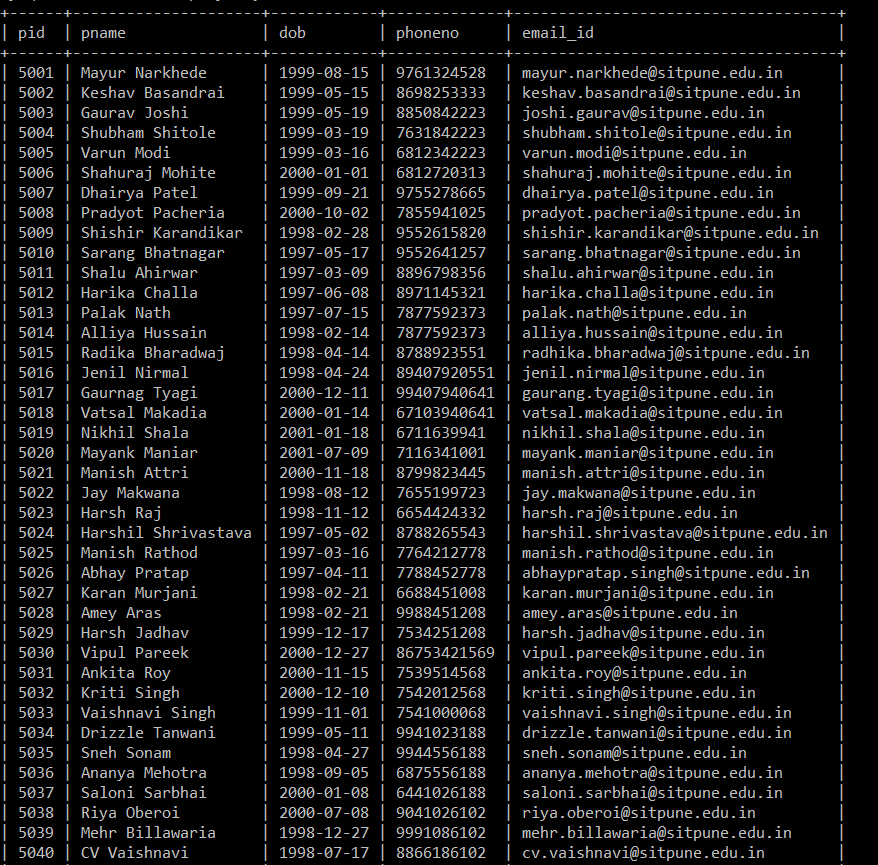 pid pname dob phoneno email_id
5001 Mayur Narkhede 1999-08-15 9761324528 mayur.narkhede@sitpune.edu.in
5002 Keshav Basandrai 1999-05-15 8698253333 keshav.basandrai@sitpune.edu.in
5003 Gaurav Joshi 1999-05-19 8850842223 joshi.gaurav@sitpune.edu.in
5004 Shubham Shitole 1999-03-19 7631842223 shubham.shitole@sitpune.edu.in
5005 Varun Modi 1999-03-16 6812342223 varun.modi@sitpune.edu.in
5006 Shahuraj Mohite 2000-01-01 6812720313 shahuraj.mohite@sitpune.edu.in
5007 Dhairya Patel 1999-09-21 9755278665 dhairya.patel@sitpune.edu.in
5008 Pradyot Pacheria 2000-10-02 7855941025 pradyot.pacheria@sitpune.edu.in
5009 Shishir Karandikar 1998-02-28 9552615820 shishir.karandikar@sitpune.edu.in
5010 Sarang Bhatnagar 1997-05-17 9552641257 sarang.bhatnagar@sitpune.edu.in
5011 Shalu Ahirwar 1997-03-09 8896798356 shalu.ahirwar@sitpune.edu.in
5012 Harika Challa 1997-06-08 8971145321 harika.challa@sitpune.edu.in
5013 Palak Nath 1997-07-15 7877592373 palak.nath@sitpune.edu.in
5014 Alliya Hussain 1998-02-14 7877592373 alliya.hussain@sitpune.edu.in
5015 Radika Bharadwaj 1998-04-14 8788923551 radhika.bharadwaj@sitpune.edu.in
5016 Jenil Nirmal 1998-04-24 89407920551 jenil.nirmal@sitpune.edu.in
5017 Gaurnag Tyagi 2000-12-11 99407940641 gaurang.tyagi@sitpune.edu.in
5018 Vatsal Makadia 2000-01-14 67103940641 vatsal.makadia@sitpune.edu.in
5019 Nikhil Shala 2001-01-18 6711639941 nikhil.shala@sitpune.edu.in
5020 Mayank Maniar 2001-07-09 7116341001 mayank.maniar@sitpune.edu.in
5021 Manish Attri 2000-11-18 8799823445 manish.attri@sitpune.edu.in
5022 Jay Makwana 1998-08-12 7655199723 jay.makwana@sitpune.edu.in
5023 Harsh Raj 1998-11-12 6654424332 harsh.raj@sitpune.edu.in
5024 Harshil Shrivastava 1997-05-02 8788265543 harshil.shrivastava@sitpune.edu.in
5025 Manish Rathod 1997-03-16 7764212778 manish.rathod@sitpune.edu.in
5026 Abhay Pratap 1997-04-11 7788452778 abhaypratap.singh@sitpune.edu.in
5027 Karan Murjani 1998-02-21 6688451008 karan.murjani@sitpune.edu.in
5028 Amey Aras 1998-02-21 9988451208 amey.aras@sitpune.edu.in
5029 Harsh Jadhav 1999-12-17 7534251208 harsh.jadhav@sitpune.edu.in
5030 Vipul Pareek 2000-12-27 86753421569 vipul.pareek@sitpune.edu.in
5031 Ankita Roy 2000-11-15 7539514568 ankita.roy@sitpune.edu.in
5032 Kriti Singh 2000-12-10 7542012568 kriti.singh@sitpune.edu.in
5033 Vaishnavi Singh 1999-11-01 7541000068 vaishnavi.singh@sitpune.edu.in
5034 Drizzle Tanwani 1999-05-11 9941023188 drizzle.tanwani@sitpune.edu.in
5035 Sneh Sonam 1998-04-27 9944556188 sneh.sonam@sitpune.edu.in
5036 Ananya Mehotra 1998-09-05 6875556188 ananya.mehotra@sitpune.edu.in
5037 Saloni Sarbhai 2000-01-08 6441026188 saloni.sarbhai@sitpune.edu.in
5038 Riya Oberoi 2000-07-08 9041026102 riya.oberoi@sitpune.edu.in
5039 Mehr Billawaria 1998-12-27 9991086102 mehr.billawaria@sitpune.edu.in
5040 CV Vaishnavi 1998-07-17 8866186102 cv.vaishnavi@sitpune.edu.in